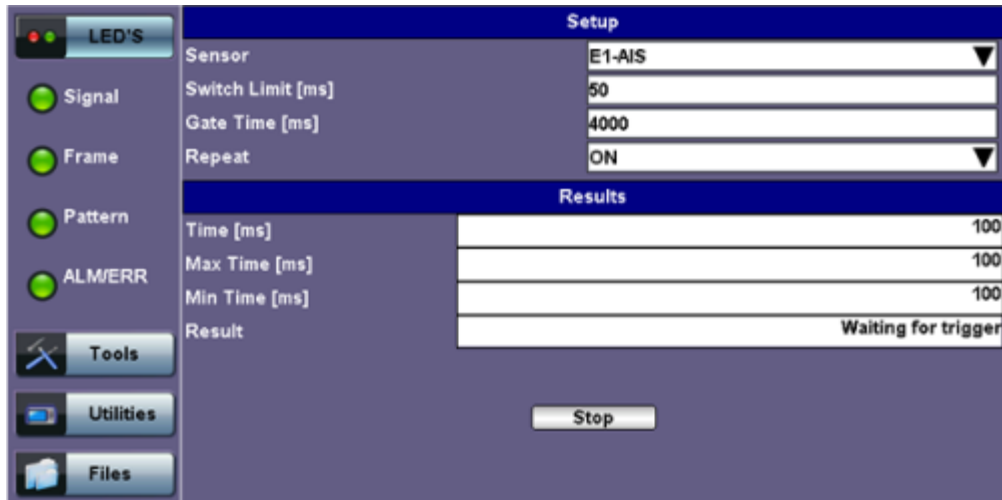 LED'S
Signal
Frame
Pattern
ALM/ERR
Tools
Utilities
Files
Setup
Sensor E1-AIS
Switch Limit [ms] 50
Gate Time [ms] 4000
Repeat ON
Results
Time [ms] 100
Max Time [ms] 100
Min Time [ms] 100
Result Waiting for trigger
Stop